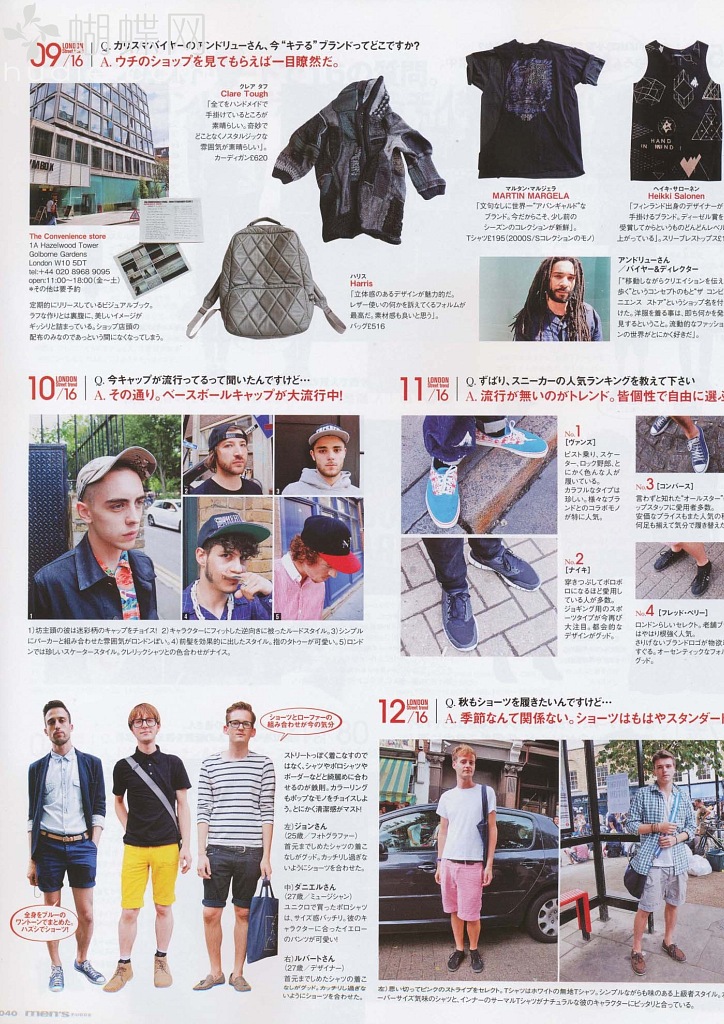 蝴蝶网
09/16
LONDON
Street trend
Q. カリスマバイヤーのアンドリューさん、今"キテる"ブランドってどこですか?
A. ウチのショップを見てもらえば一目瞭然だ。
The Convenience store
1A Hazelwood Tower
Golborne Gardens
London W10 5DT
tel:+44 020 8968 9095
open:11:00〜18:00(金〜土)
*その他は要予約
定期的にリリースしているビジュアルブック。
ラフな作りとは裏腹に、美しいイメージが
ギッシリと詰まっている。ショップ店頭の
配布のみなのであっという間になくなってしまう。
クレア タフ
Clare Tough
「全てをハンドメイドで
手掛けているところが
素晴らしい。奇妙で
どことなくノスタルジックな
雰囲気が素晴らしい」。
カーディガン£620
ハリス
Harris
「立体感のあるデザインが魅力的だ。
レザー使いの何かを訴えてくるフォルムが
最高だ。素材感も良いと思う」。
バッグ£516
マルタン・マルジェラ
MARTIN MARGELA
「文句なしに世界一"アバンギャルド"な
ブランド。今だからこそ、少し前の
シーズンのコレクションが新鮮」。
Tシャツ£195(2000S/Sコレクションのモノ)
HAND
IN MIND !
ヘイキ・サローネン
Heikki Salonen
「フィンランド出身のデザイナーが
手掛けるブランド。ディーゼル賞を
受賞してからというものどんどんレベル
上がっている」。スリーブレストップス£
アンドリューさん
/バイヤー&ディレクター
「"移動しながらクリエイションを伝え
歩く"というコンセプトのもと"ザ コンビ
ニエンス ストア"というショップ名を付
けた。洋服を着る事は、即ち何かを発
見するということ。流動的なファッショ
ンの世界がとにかく好きだ」。
10/16
LONDON
Street trend
Q. 今キャップが流行ってるって聞いたんですけど…
A. その通り。ベースボールキャップが大流行中!
1
2
3
4
5
1)坊主頭の彼は迷彩柄のキャップをチョイス! 2)キャラクターにフィットした逆向きに被ったルードスタイル。3)シンプル
にパーカーと組み合わせた雰囲気がロンドンぽい。4)前髪を効果的に出したスタイル。指のタトゥーが可愛い。5)ロンド
ンでは珍しいスケータースタイル。クレリックシャツとの色合わせがナイス。
11/16
LONDON
Street trend
Q. ずばり、スニーカーの人気ランキングを教えて下さい
A. 流行が無いのがトレンド。皆個性で自由に選ぶ
No.1
[ヴァンズ]
ピスト乗り、スケー
ター、ロック野郎、と
にかく色んな人が
履いている。
カラフルなタイプは
珍しい。様々なブラ
ンドとのコラボモノ
が特に人気。
No.2
[ナイキ]
穿きつぶしてボロボ
ロになるほど愛用し
ている人が多数。
ジョギング用のスポ
ーツタイプが今再び
大注目。都会的な
デザインがグッド。
No.3 [コンバース]
言わずと知れた"オールスター"
ップスタッフに愛用者多数。
安価なプライスもまた人気の
何足も揃えて気分で履き替え
No.4 [フレッド・ペリー]
ロンドンらしいセレクト。老舗ブ
はやはり根強く人気。
さりげないブランドロゴが物欲
すぐる。オーセンティックなフォル
グッド。
ショーツとローファーの
組み合わせが今の気分
全身をブルーの
ワントーンでまとめた。
ハズシでショーツ!
ストリートっぽく着こなすので
はなく、シャツやポロシャツや
ボーダーなどと綺麗めに合わ
せるのが鉄則。カラーリング
もポップなモノをチョイスしよ
う。とにかく清潔感がマスト!
左)ジョンさん
(25歳/フォトグラファー)
首元までしめたシャツの着こ
なしがグッド。カッチリし過ぎな
いようにショーツを合わせた。
中)ダニエルさん
(27歳/ミュージシャン)
ユニクロで買ったポロシャツ
は、サイズ感バッチリ。彼のキ
ャラクターに合ったイエロー
のパンツが可愛い!
右)ルパートさん
(27歳/デザイナー)
首元までしめたシャツの着こ
なしがグッド。カッチリし過ぎな
いようにショーツを合わせた。
12/16
LONDON
Street trend
Q. 秋もショーツを履きたいんですけど…
A. 季節なんて関係ない。ショーツはもはやスタンダード
左)思い切ってピンクのストライプをセレクト。Tシャツはホワイトの無地Tシャツ。シンプルながらも味のある上級者スタイル。
ーバーサイズ気味のシャツと、インナーのサーマルTシャツがナチュラルな彼のキャラクターにピッタリと合っている。
040 men's